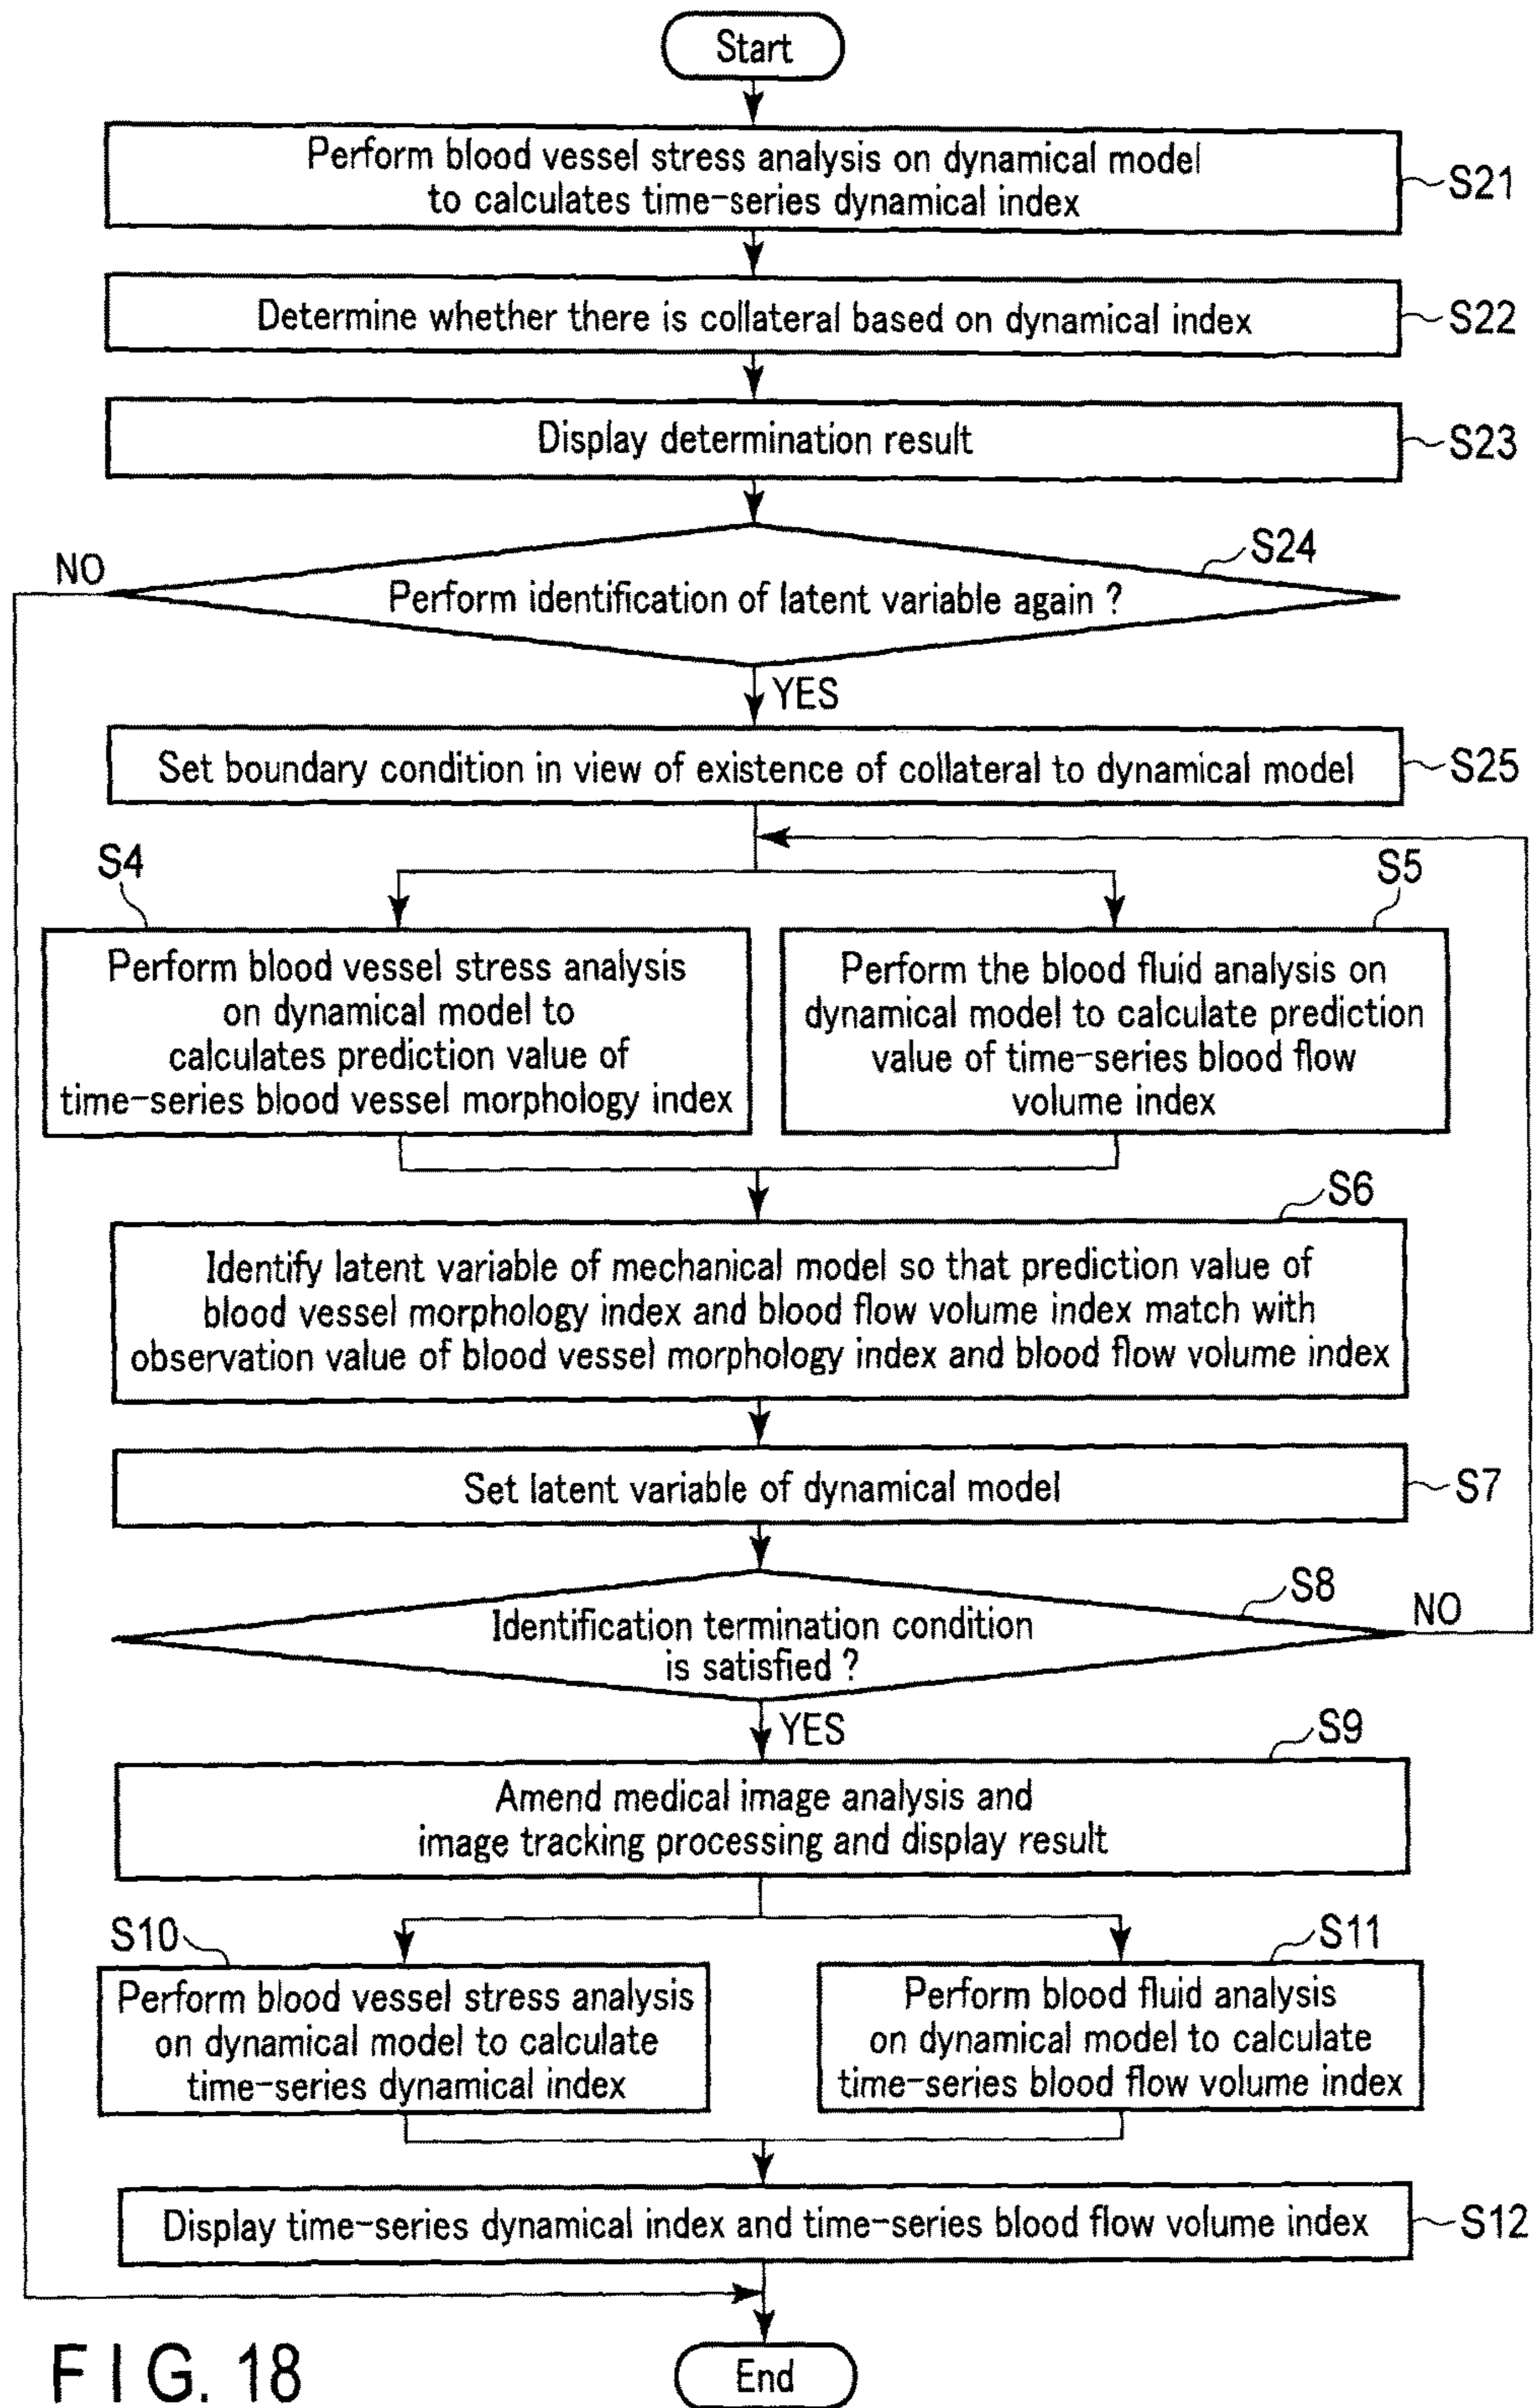 Start
Perform blood vessel stress analysis on dynamical model
to calculates time-series dynamical index
S21
Determine whether there is collateral based on dynamical index
S22
Display determination result
S23
S24
NO
Perform identification of latent variable again ?
YES
Set boundary condition in view of existence of collateral to dynamical model
S25
S4
Perform blood vessel stress analysis
on dynamical model to
calculates prediction value of
time-series blood vessel morphology index
S5
Perform the blood fluid analysis on
dynamical model to calculate prediction
value of time-series blood flow
volume index
S6
Identify latent variable of mechanical model so that prediction value of
blood vessel morphology index and blood flow volume index match with
observation value of blood vessel morphology index and blood flow volume index
Set latent variable of dynamical model
S7
S8
Identification termination condition
is satisfied ?
NO
YES
S9
Amend medical image analysis and
image tracking processing and display result
S10
Perform blood vessel stress analysis
on dynamical model to calculate
time-series dynamical index
S11
Perform blood fluid analysis
on dynamical model to calculate
time-series blood flow volume index
Display time-series dynamical index and time-series blood flow volume index
S12
End
FIG. 18